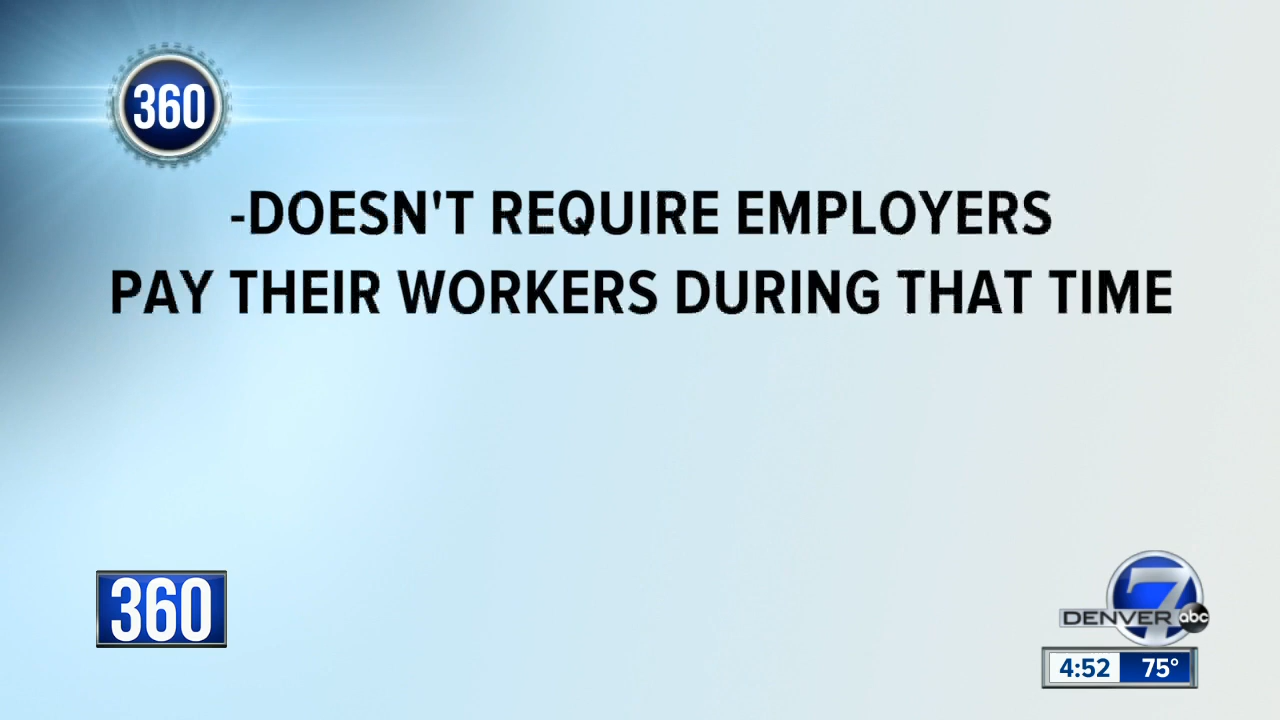 360
-DOESN'T REQUIRE EMPLOYERS
PAY THEIR WORKERS DURING THAT TIME
360
DENVER 7 abc
4:52 75°